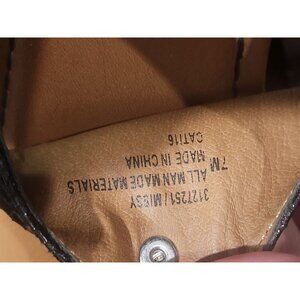 3127251 / MISSY
ALL MAN MADE MATERIALS
7M MADE IN CHINA
CAT116